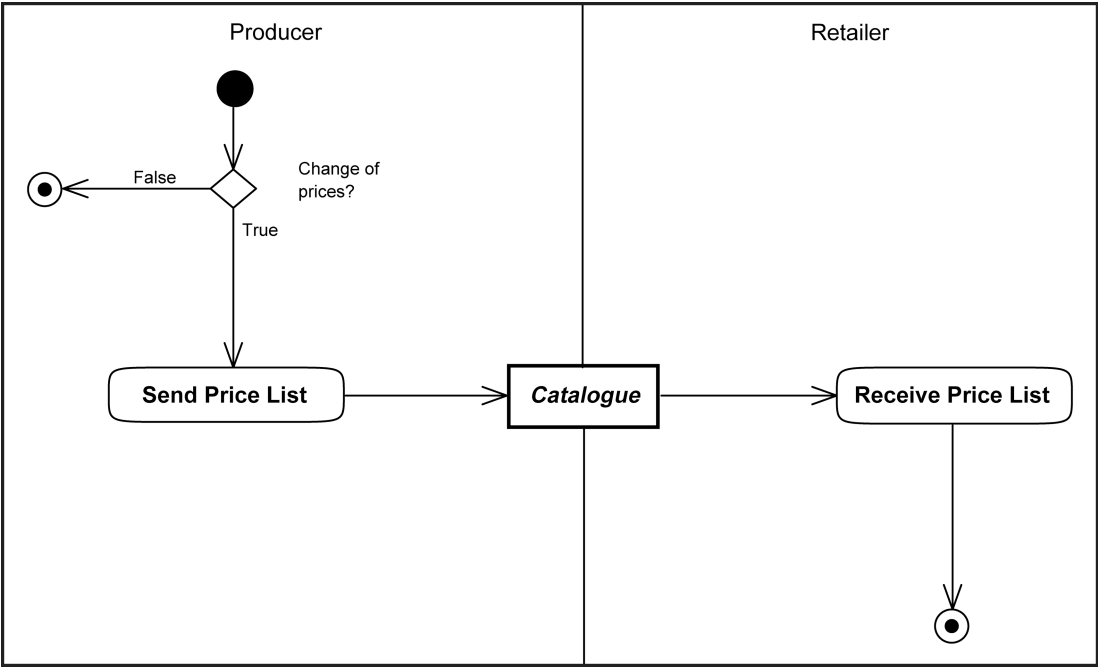 Producer
Retailer
Change of
prices?
False
True
Send Price List
Catalogue
Receive Price List